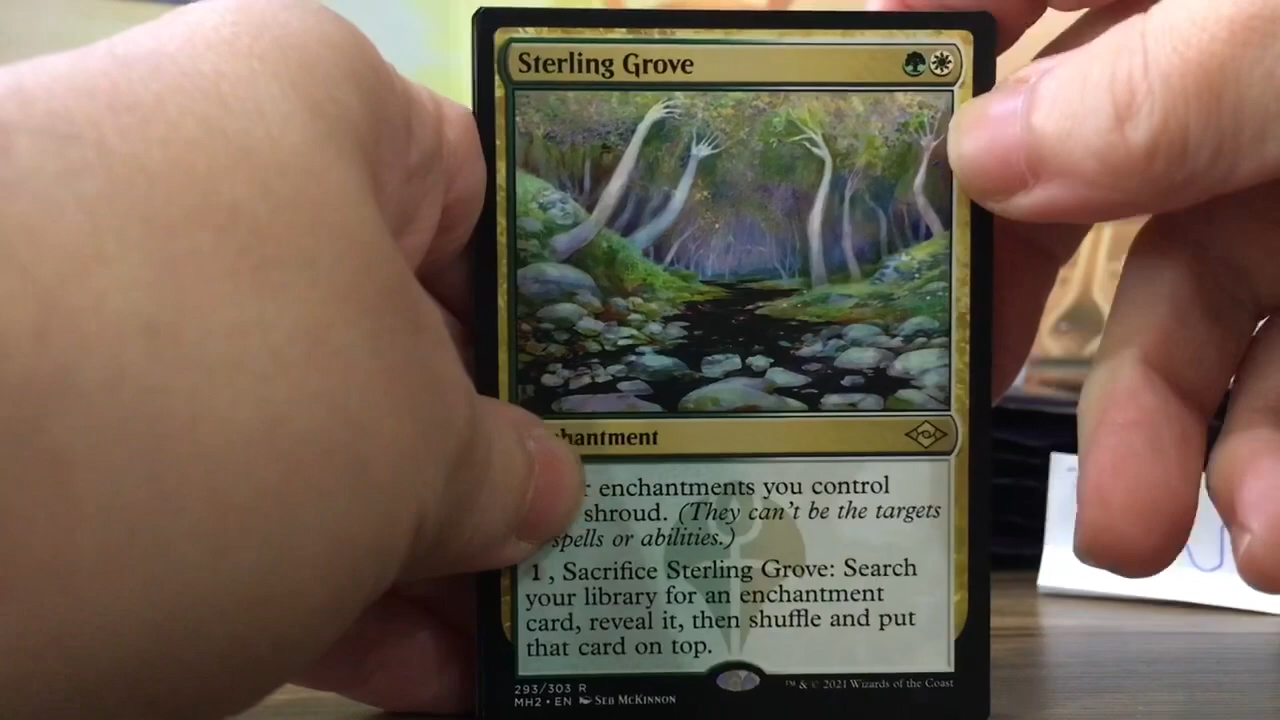 Sterling Grove
hantment
r enchantments you control
shroud. (They can't be the targets
spells or abilities.)
1, Sacrifice Sterling Grove: Search
your library for an enchantment
card, reveal it, then shuffle and put
that card on top.
293/303 R
MH2 • EN Seb McKinnon
™ & © 2021 Wizards of the Coast